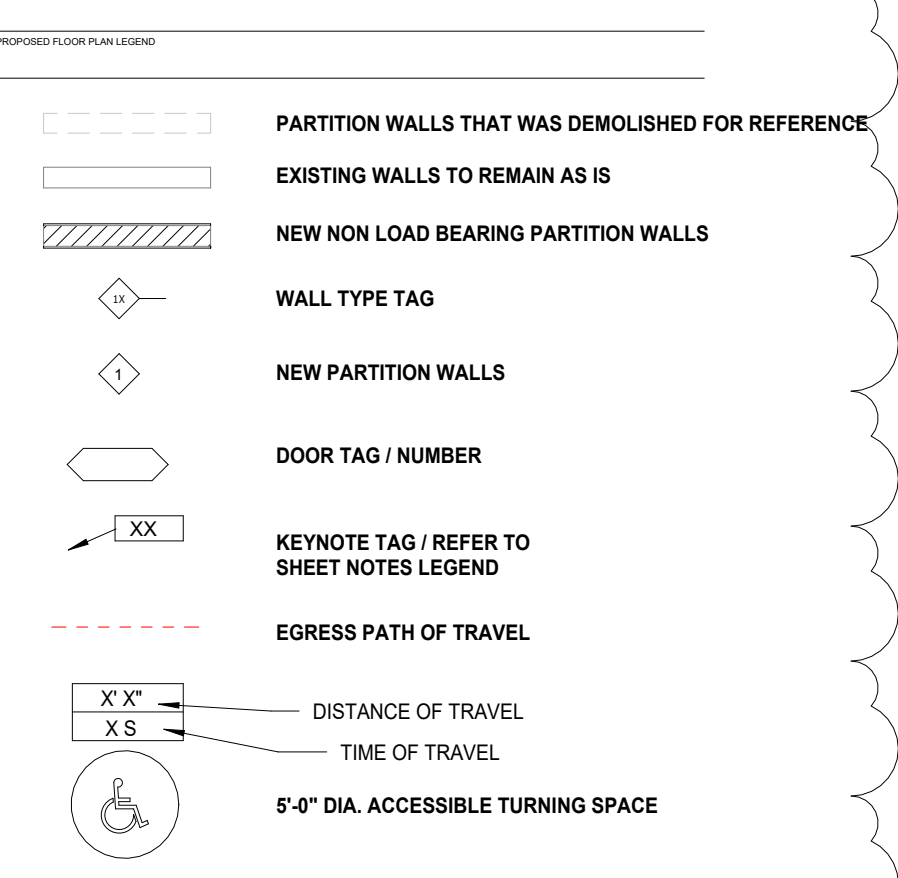 PROPOSED FLOOR PLAN LEGEND
PARTITION WALLS THAT WAS DEMOLISHED FOR REFERENCE
EXISTING WALLS TO REMAIN AS IS
NEW NON LOAD BEARING PARTITION WALLS
1X
WALL TYPE TAG
1
NEW PARTITION WALLS
DOOR TAG / NUMBER
XX
KEYNOTE TAG / REFER TO
SHEET NOTES LEGEND
EGRESS PATH OF TRAVEL
X' X"
DISTANCE OF TRAVEL
X S
TIME OF TRAVEL
5'-0" DIA. ACCESSIBLE TURNING SPACE